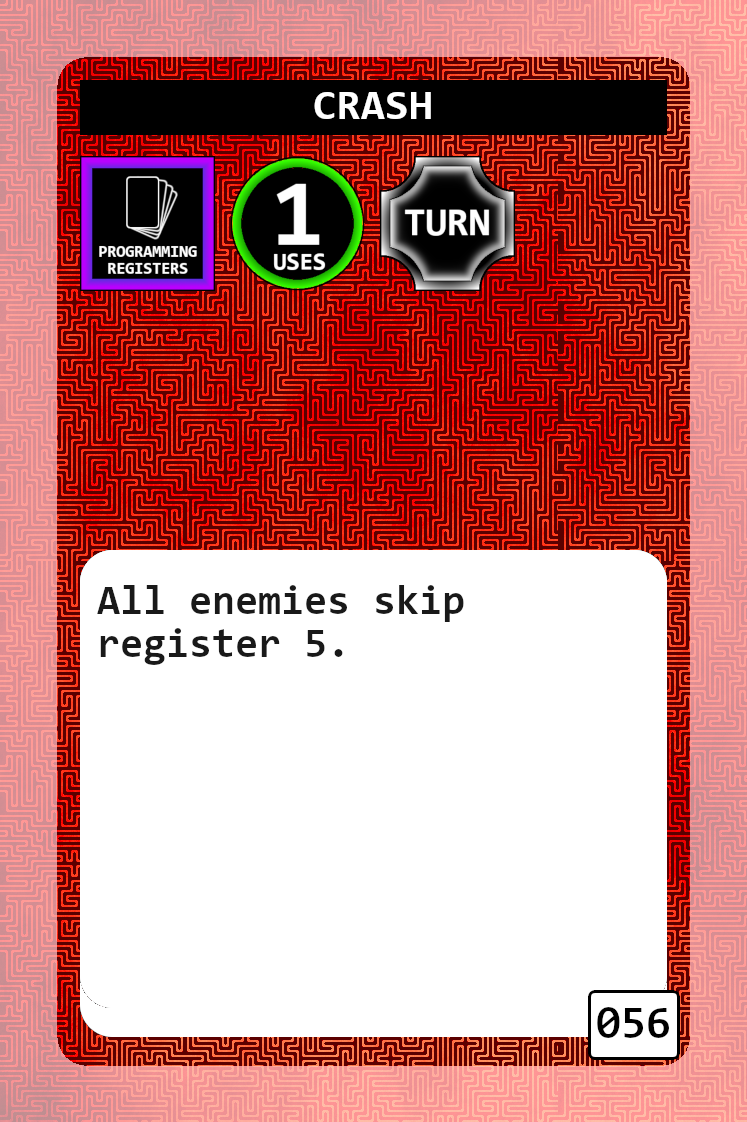 CRASH
PROGRAMMING
REGISTERS
1
USES
TURN
All enemies skip
register 5.
056